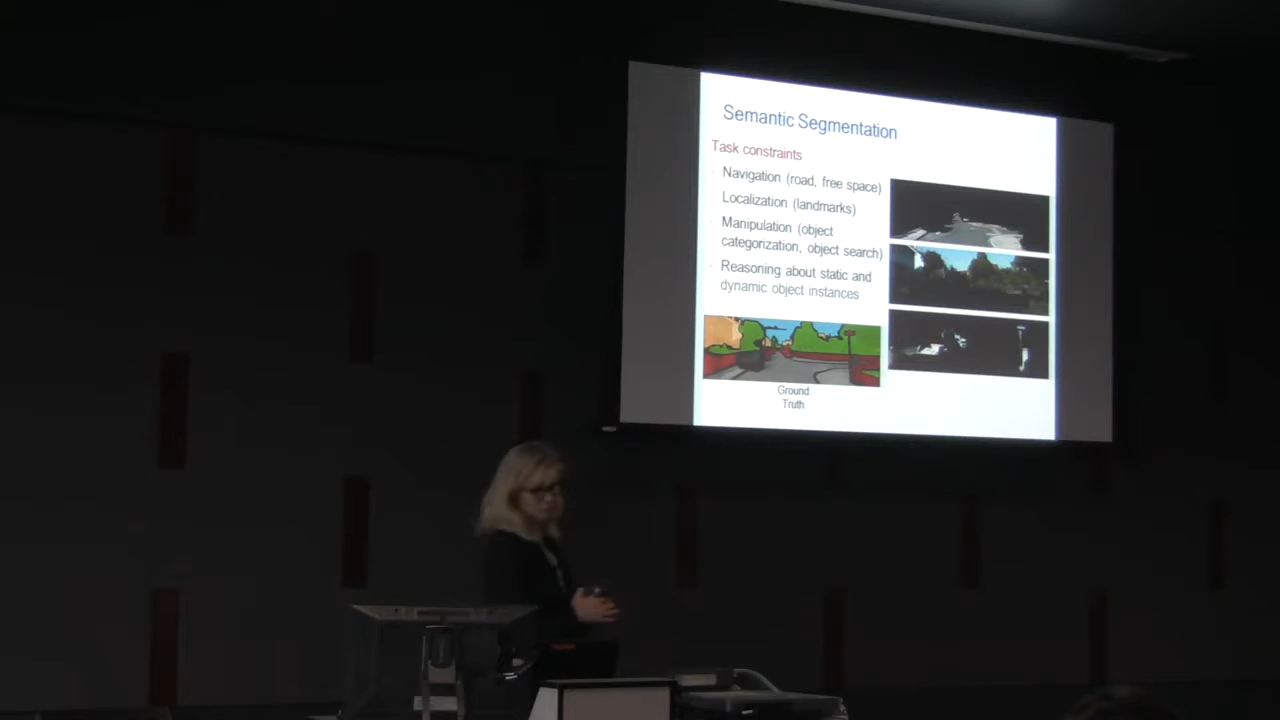 Semantic Segmentation
Task constraints
Navigation (road, free space)
Localization (landmarks)
Manipulation (object
categorization, object search)
Reasoning about static and
dynamic object instances
Ground
Truth